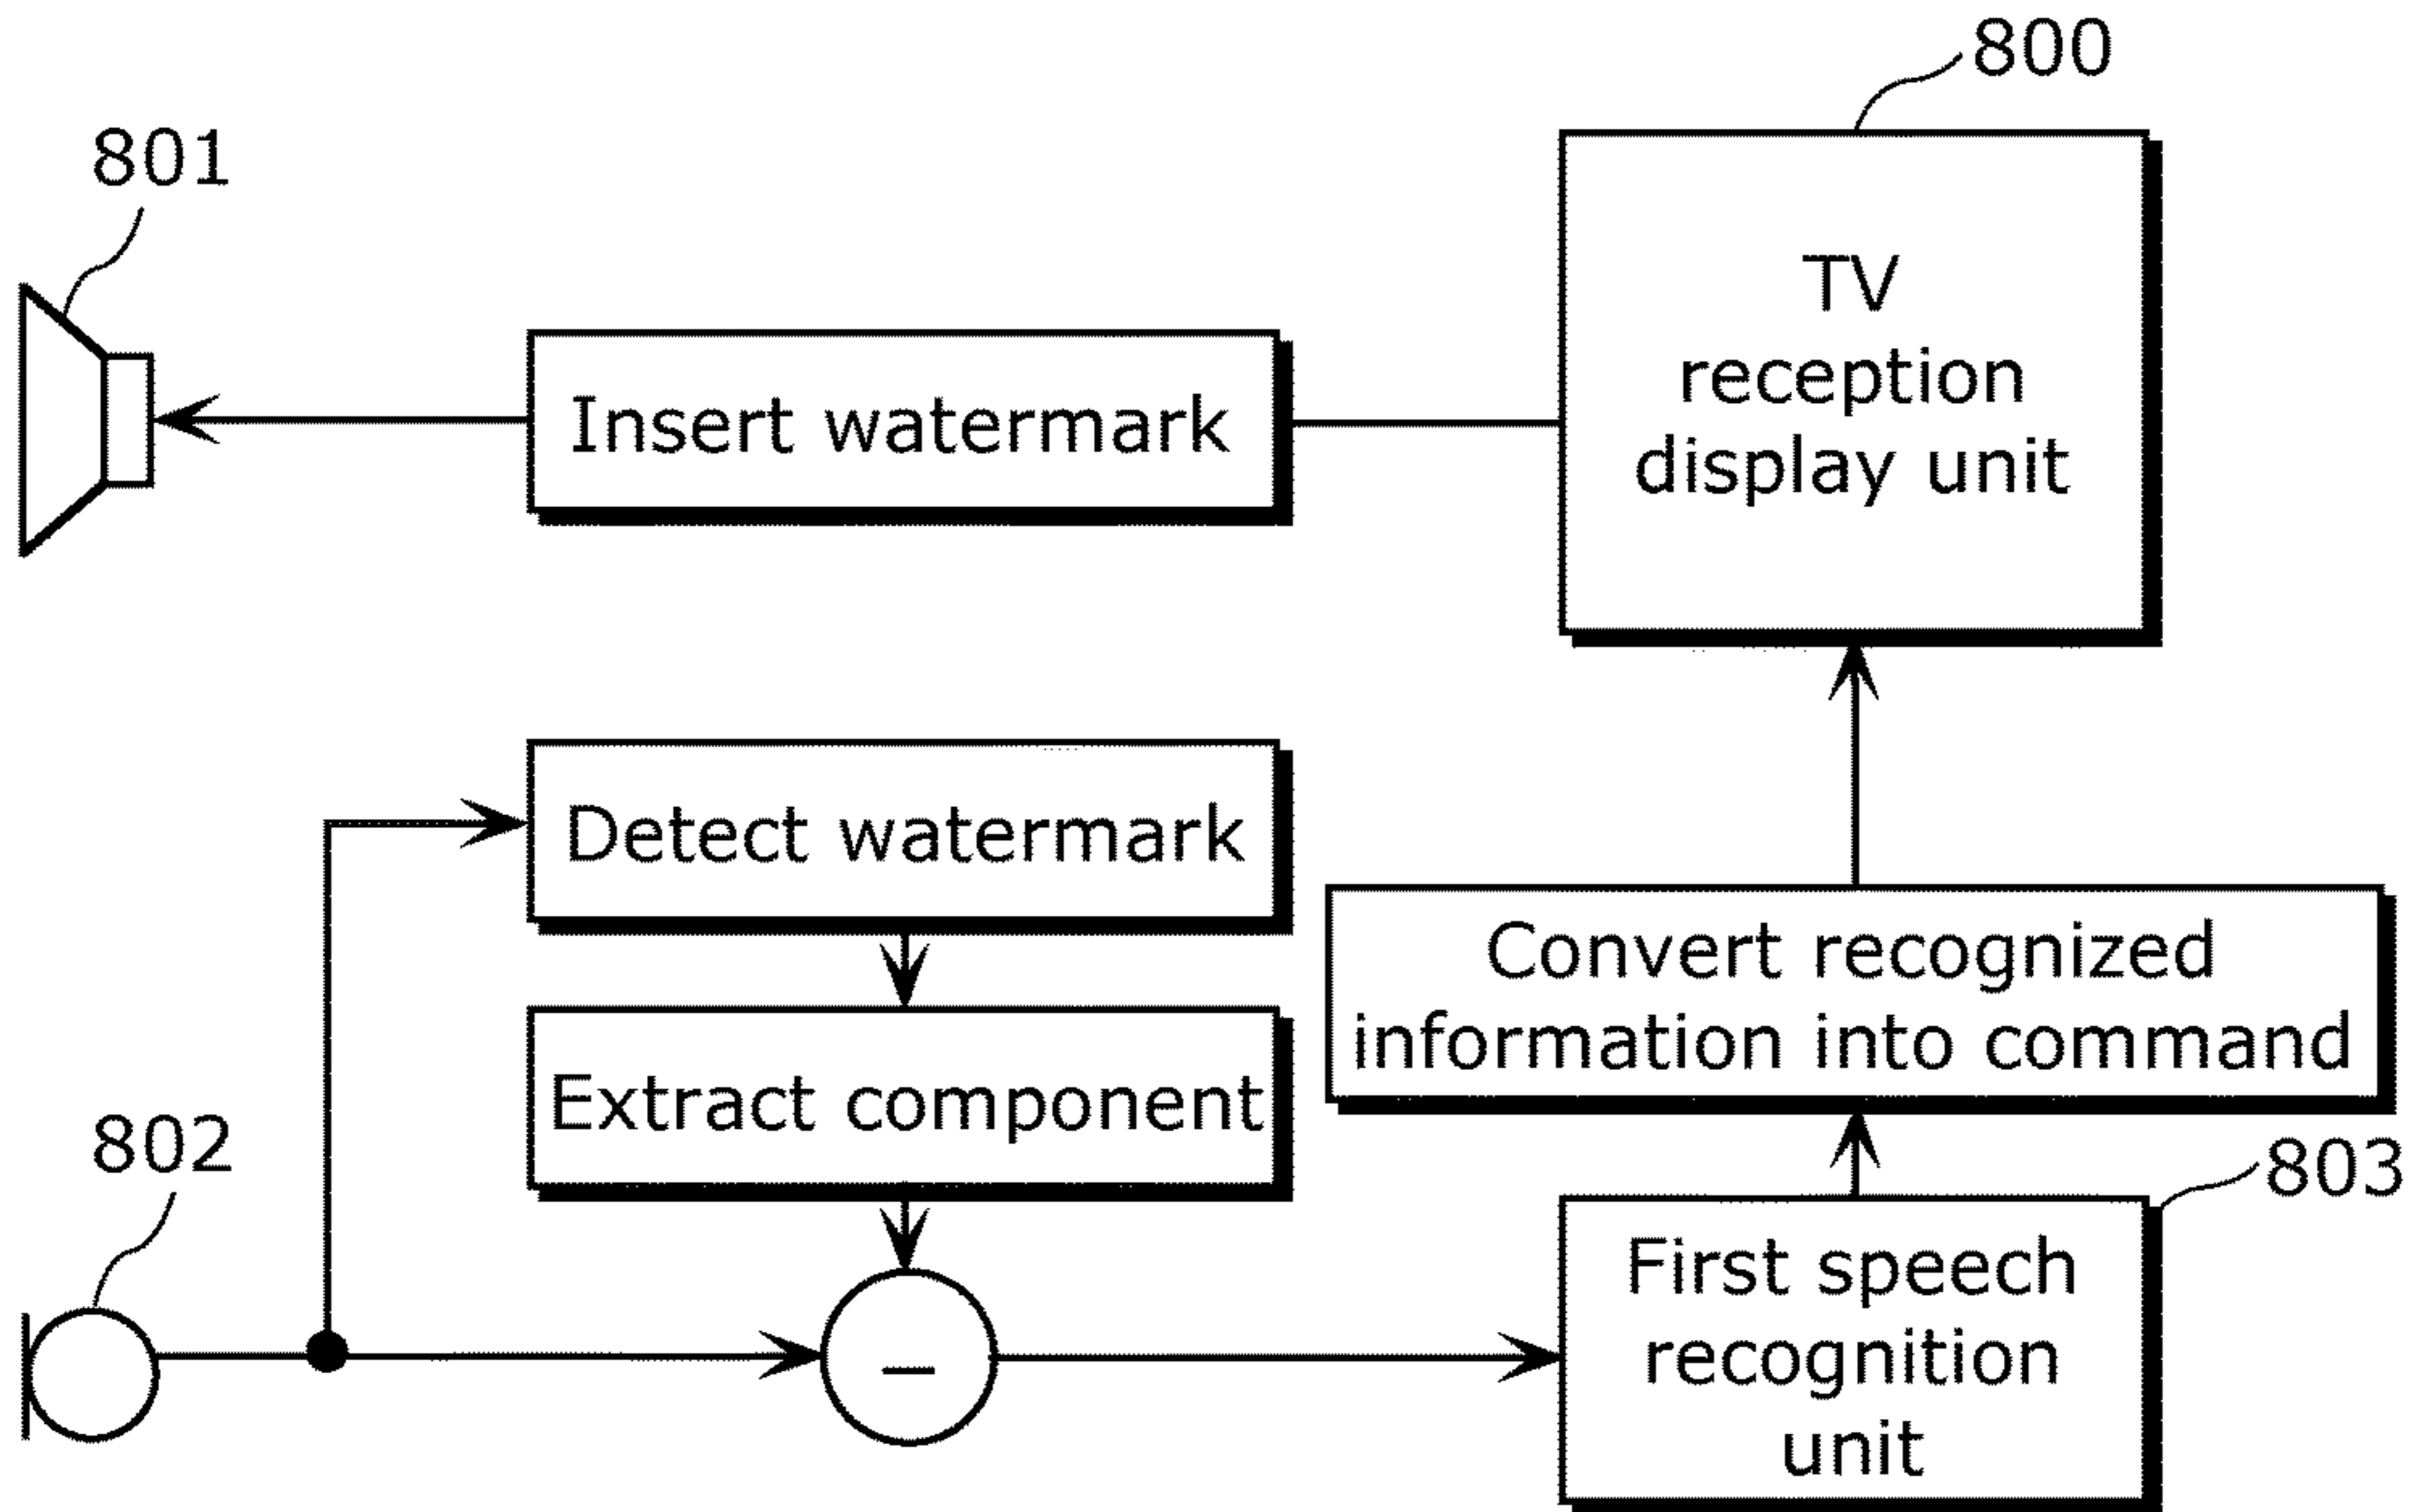 800
801
TV
reception
display unit
Insert watermark
Detect watermark
Convert recognized
information into command
Extract component
802
803
First speech
recognition
unit
–